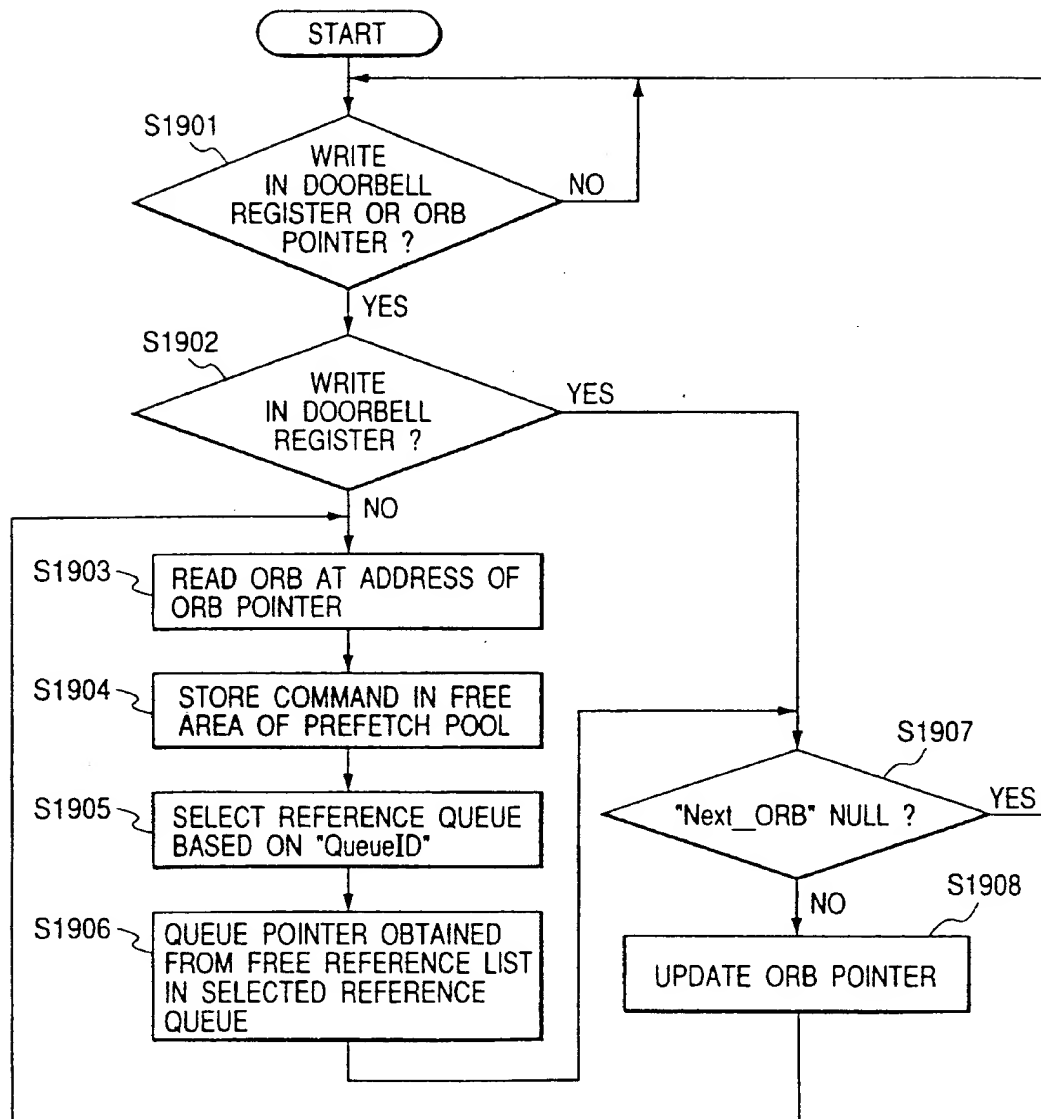 START
S1901
WRITE
IN DOORBELL
REGISTER OR ORB
POINTER ?
NO
YES
S1902
WRITE
IN DOORBELL
REGISTER ?
YES
NO
S1903
READ ORB AT ADDRESS OF
ORB POINTER
S1904
STORE COMMAND IN FREE
AREA OF PREFETCH POOL
S1905
SELECT REFERENCE QUEUE
BASED ON "QueueID"
S1906
QUEUE POINTER OBTAINED
FROM FREE REFERENCE LIST
IN SELECTED REFERENCE
QUEUE
S1907
"Next__ORB" NULL ?
YES
NO
S1908
UPDATE ORB POINTER